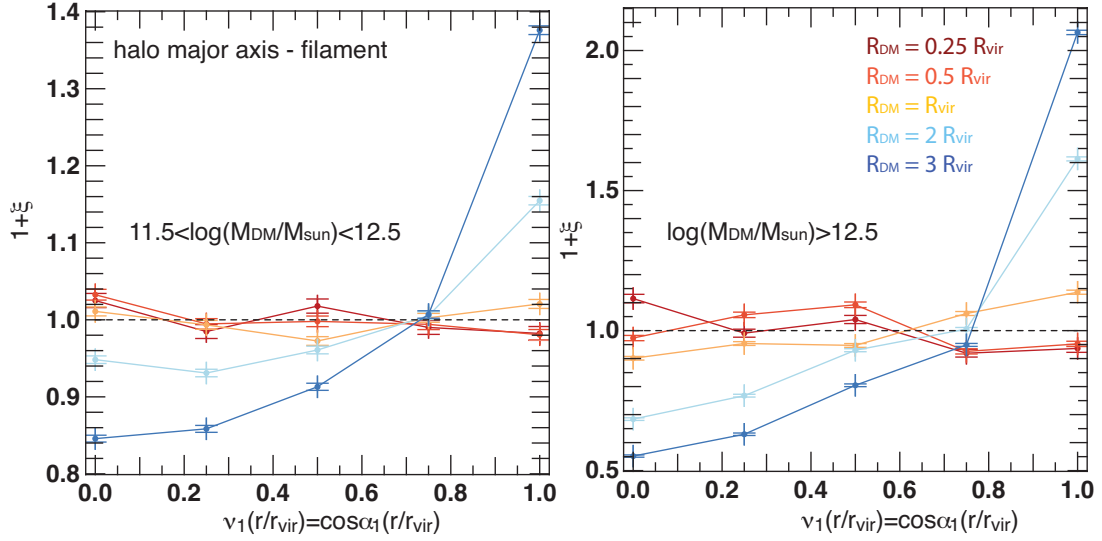 1.4
1.3
1.2
1.1
1.0
0.9
0.8
1+ξ
halo major axis - filament
11.5<log(MDM/Msun)<12.5
0.0 0.2 0.4 0.6 0.8 1.0
ν1(r/rvir)=cosα1(r/rvir)
2.0
1.5
1.0
0.5
1+ξ
RDM = 0.25 Rvir
RDM = 0.5 Rvir
RDM = Rvir
RDM = 2 Rvir
RDM = 3 Rvir
log(MDM/Msun)>12.5
0.0 0.2 0.4 0.6 0.8 1.0
ν1(r/rvir)=cosα1(r/rvir)